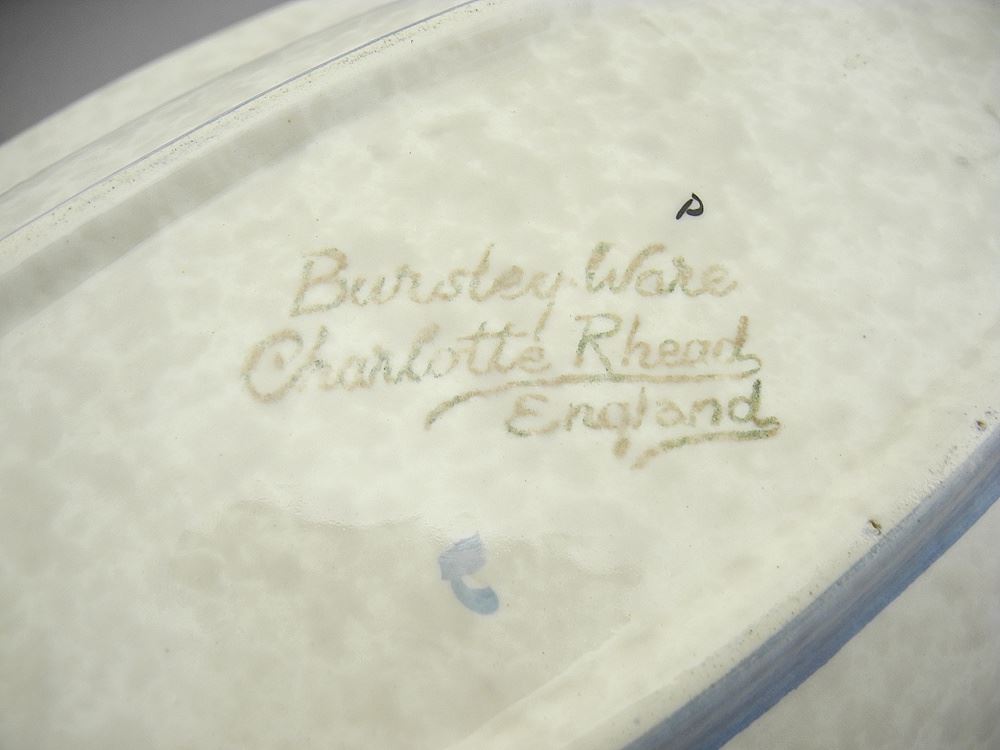 P
Bursley Ware
Charlotte Rhead
England